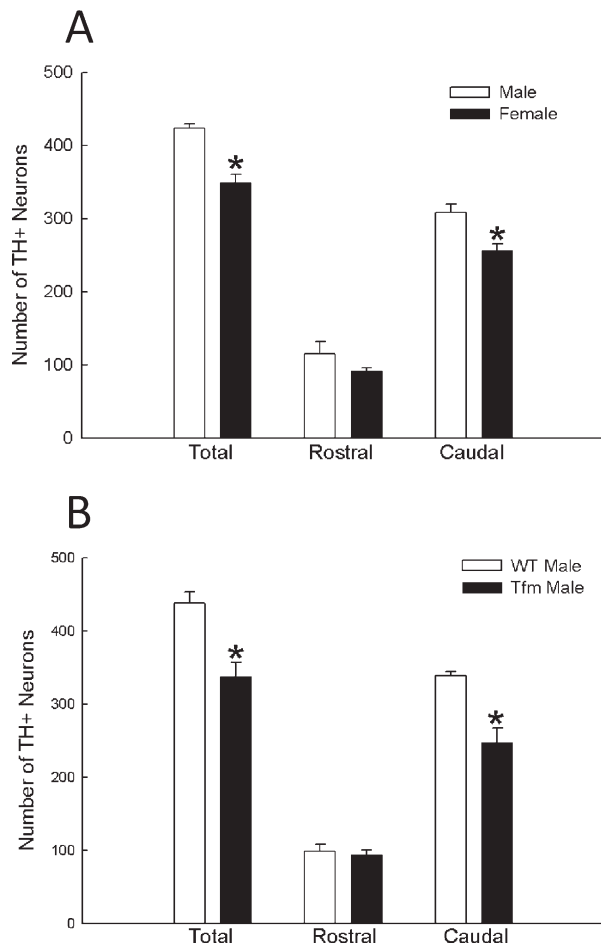 A
Number of TH+ Neurons
500
400
300
200
100
0
Male
Female
*
*
Total
Rostral
Caudal
B
Number of TH+ Neurons
500
400
300
200
100
0
WT Male
Tfm Male
*
*
Total
Rostral
Caudal